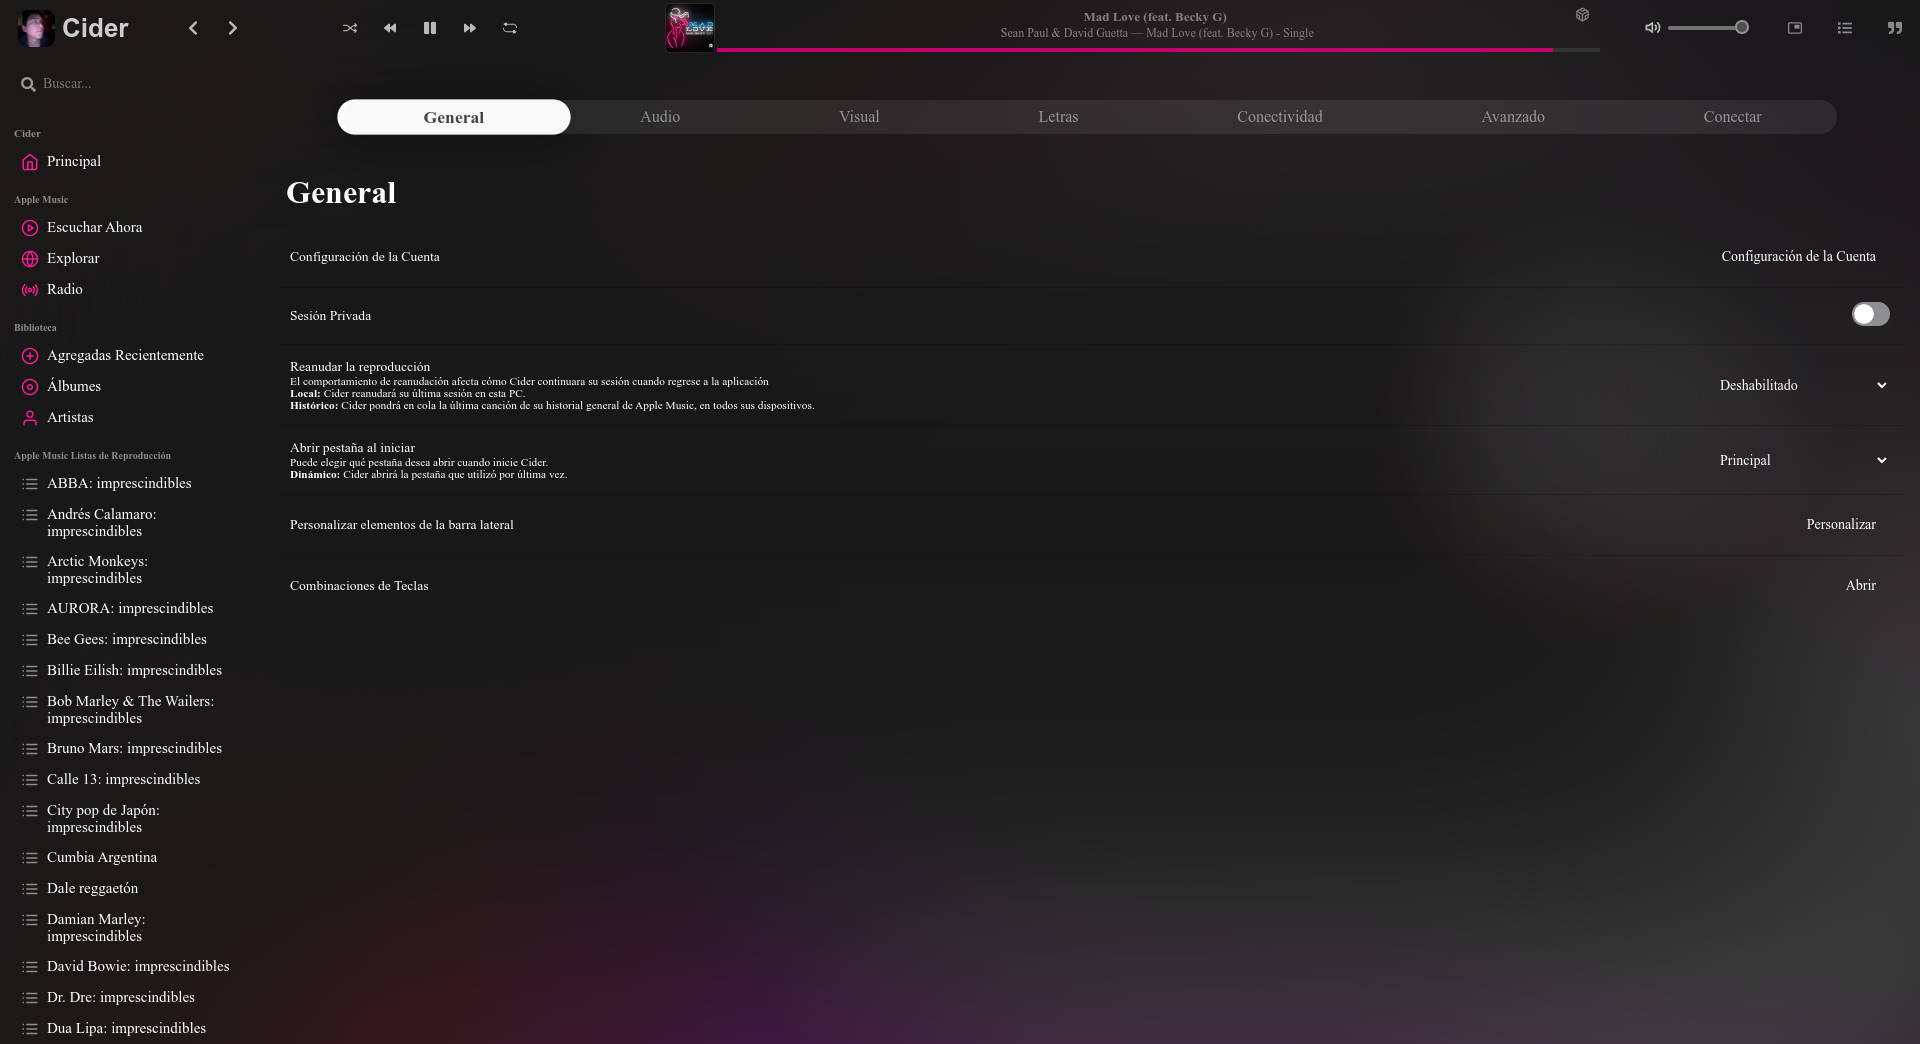 Cider
Mad Love (feat. Becky G)
Sean Paul & David Guetta — Mad Love (feat. Becky G) - Single
Buscar...
Cider
Principal
Apple Music
Escuchar Ahora
Explorar
Radio
Biblioteca
Agregadas Recientemente
Álbumes
Artistas
Apple Music Listas de Reproducción
ABBA: imprescindibles
Andrés Calamaro:
imprescindibles
Arctic Monkeys:
imprescindibles
AURORA: imprescindibles
Bee Gees: imprescindibles
Billie Eilish: imprescindibles
Bob Marley & The Wailers:
imprescindibles
Bruno Mars: imprescindibles
Calle 13: imprescindibles
City pop de Japón:
imprescindibles
Cumbia Argentina
Dale reggaetón
Damian Marley:
imprescindibles
David Bowie: imprescindibles
Dr. Dre: imprescindibles
Dua Lipa: imprescindibles
General
Audio
Visual
Letras
Conectividad
Avanzado
Conectar
General
Configuración de la Cuenta
Configuración de la Cuenta
Sesión Privada
Reanudar la reproducción
El comportamiento de reanudación afecta cómo Cider continuara su sesión cuando regrese a la aplicación
Local: Cider reanudará su última sesión en esta PC.
Histórico: Cider pondrá en cola la última canción de su historial general de Apple Music, en todos sus dispositivos.
Deshabilitado
Abrir pestaña al iniciar
Puede elegir qué pestaña desea abrir cuando inicie Cider.
Dinámico: Cider abrirá la pestaña que utilizó por última vez.
Principal
Personalizar elementos de la barra lateral
Personalizar
Combinaciones de Teclas
Abrir